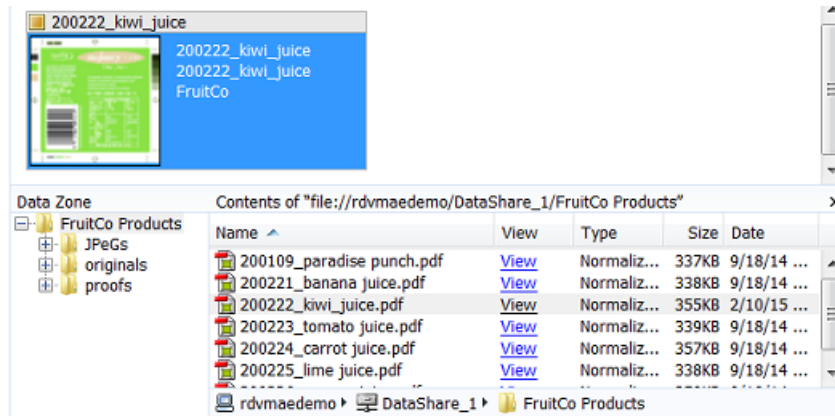 200222_kiwi_juice
200222_kiwi_juice
200222_kiwi_juice
FruitCo
Data Zone
Contents of "file://rdvmaedemo/DataShare_1/FruitCo Products"
FruitCo Products
JPeGs
originals
proofs
Name View Type Size Date
200109_paradise punch.pdf View Normaliz... 337KB 9/18/14 ...
200221_banana juice.pdf View Normaliz... 338KB 9/18/14 ...
200222_kiwi_juice.pdf View Normaliz... 355KB 2/10/15 ...
200223_tomato juice.pdf View Normaliz... 339KB 9/18/14 ...
200224_carrot juice.pdf View Normaliz... 357KB 9/18/14 ...
200225_lime juice.pdf View Normaliz... 338KB 9/18/14 ...
rdvmaedemo DataShare_1 FruitCo Products